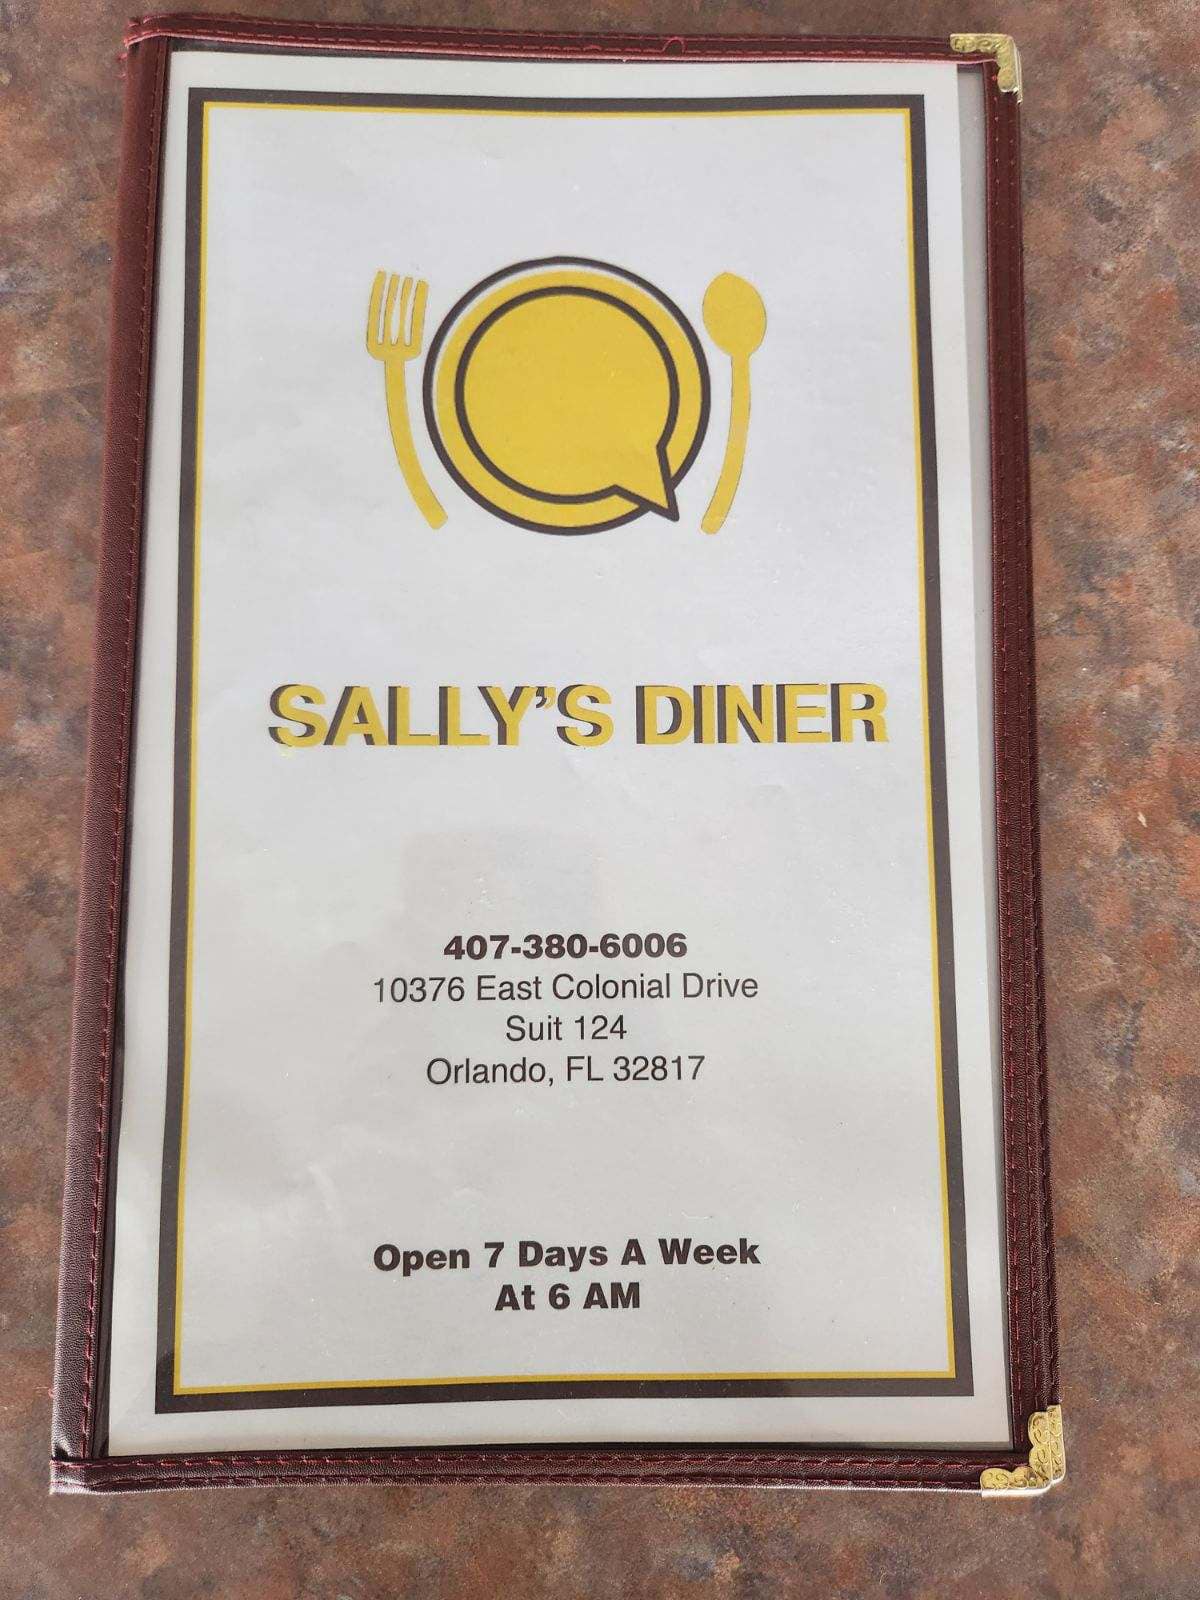 SALLY'S DINER
407-380-6006
10376 East Colonial Drive
Suit 124
Orlando, FL 32817
Open 7 Days A Week
At 6 AM